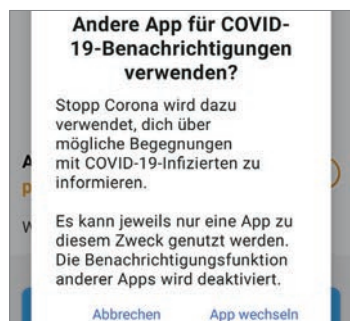 Andere App für COVID-
19-Benachrichtigungen
verwenden?
Stopp Corona wird dazu
verwendet, dich über
mögliche Begegnungen
mit COVID-19-Infizierten zu
informieren.
Es kann jeweils nur eine App zu
diesem Zweck genutzt werden.
Die Benachrichtigungsfunktion
anderer Apps wird deaktiviert.
Abbrechen App wechseln